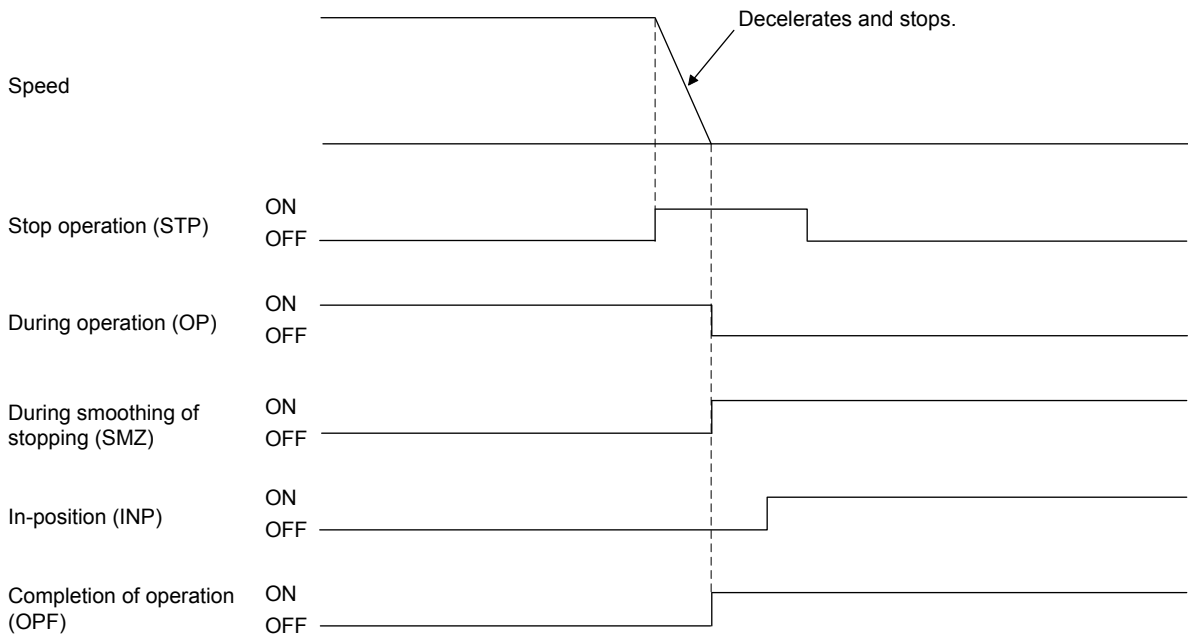 Decelerates and stops.
Speed
Stop operation (STP)
ON
OFF
During operation (OP)
ON
OFF
During smoothing of
stopping (SMZ)
ON
OFF
In-position (INP)
ON
OFF
Completion of operation
(OPF)
ON
OFF